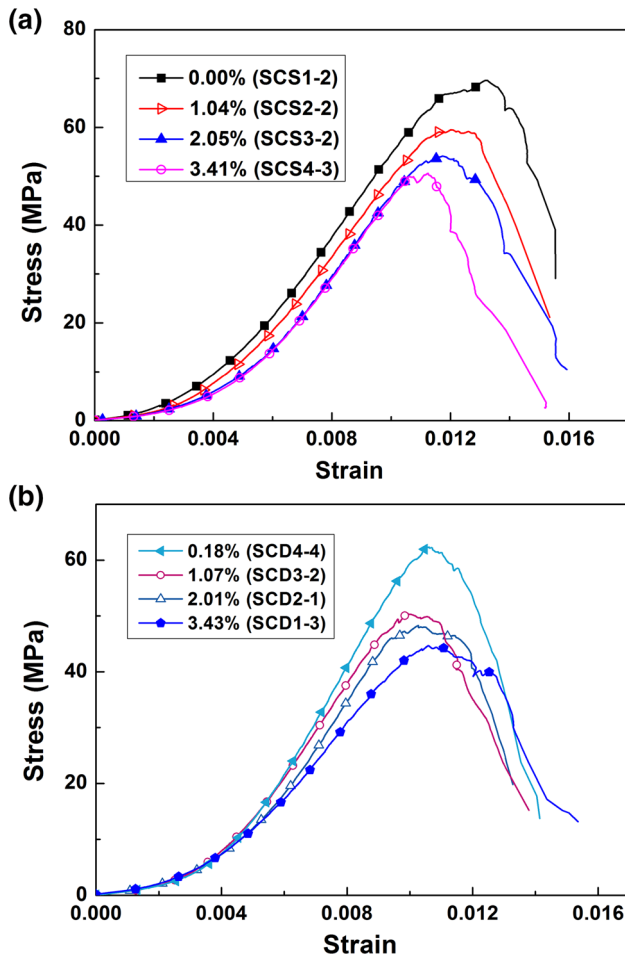 (a)
80
60
40
20
0
0.000 0.004 0.008 0.012 0.016
Stress (MPa)
Strain
0.00% (SCS1-2)
1.04% (SCS2-2)
2.05% (SCS3-2)
3.41% (SCS4-3)
(b)
60
40
20
0
0.000 0.004 0.008 0.012 0.016
Stress (MPa)
Strain
0.18% (SCD4-4)
1.07% (SCD3-2)
2.01% (SCD2-1)
3.43% (SCD1-3)